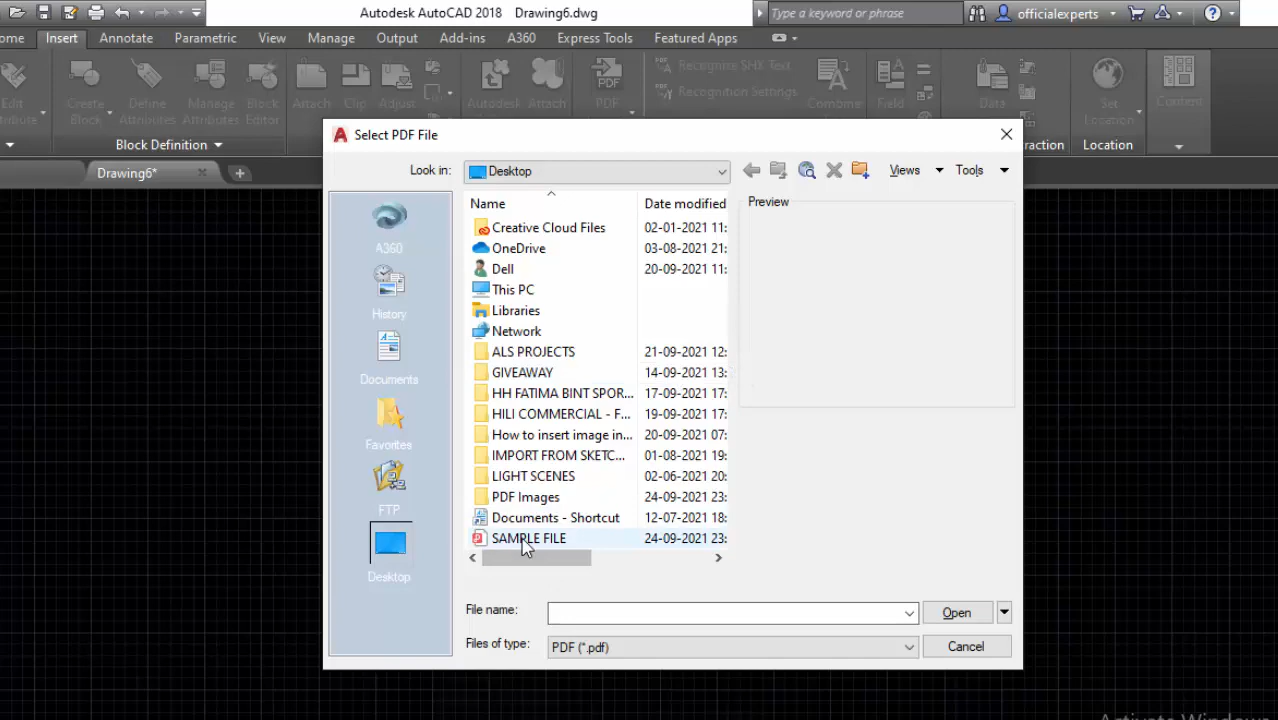 Autodesk AutoCAD 2018 Drawing6.dwg
Type a keyword or phrase
officialexperts
ome Insert Annotate Parametric View Manage Output Add-ins A360 Express Tools Featured Apps
Edit
ttribute
Create
Block
Define
Attributes
Manage
Attributes
Block
Editor
Attach Clip Adjust
Autodesk Attach
PDF
PDF
Recognize SHX Text
Recognition Settings
Combine
Field
Data
Set
Location
Content
Block Definition
raction
Location
Drawing6*
Select PDF File
Look in: Desktop
Views Tools
Name Date modified
Preview
A360
History
Documents
Favorites
FTP
Desktop
Creative Cloud Files 02-01-2021 11:
OneDrive 03-08-2021 21:
Dell 20-09-2021 11:
This PC
Libraries
Network
ALS PROJECTS 21-09-2021 12:
GIVEAWAY 14-09-2021 13:
HH FATIMA BINT SPOR... 17-09-2021 17:
HILI COMMERCIAL - F... 19-09-2021 17:
How to insert image in... 20-09-2021 07:
IMPORT FROM SKETC... 01-08-2021 19:
LIGHT SCENES 02-06-2021 20:
PDF Images 24-09-2021 23:
Documents - Shortcut 12-07-2021 18:
SAMPLE FILE 24-09-2021 23:
File name:
Open
Files of type: PDF (*.pdf)
Cancel
Activate Windows